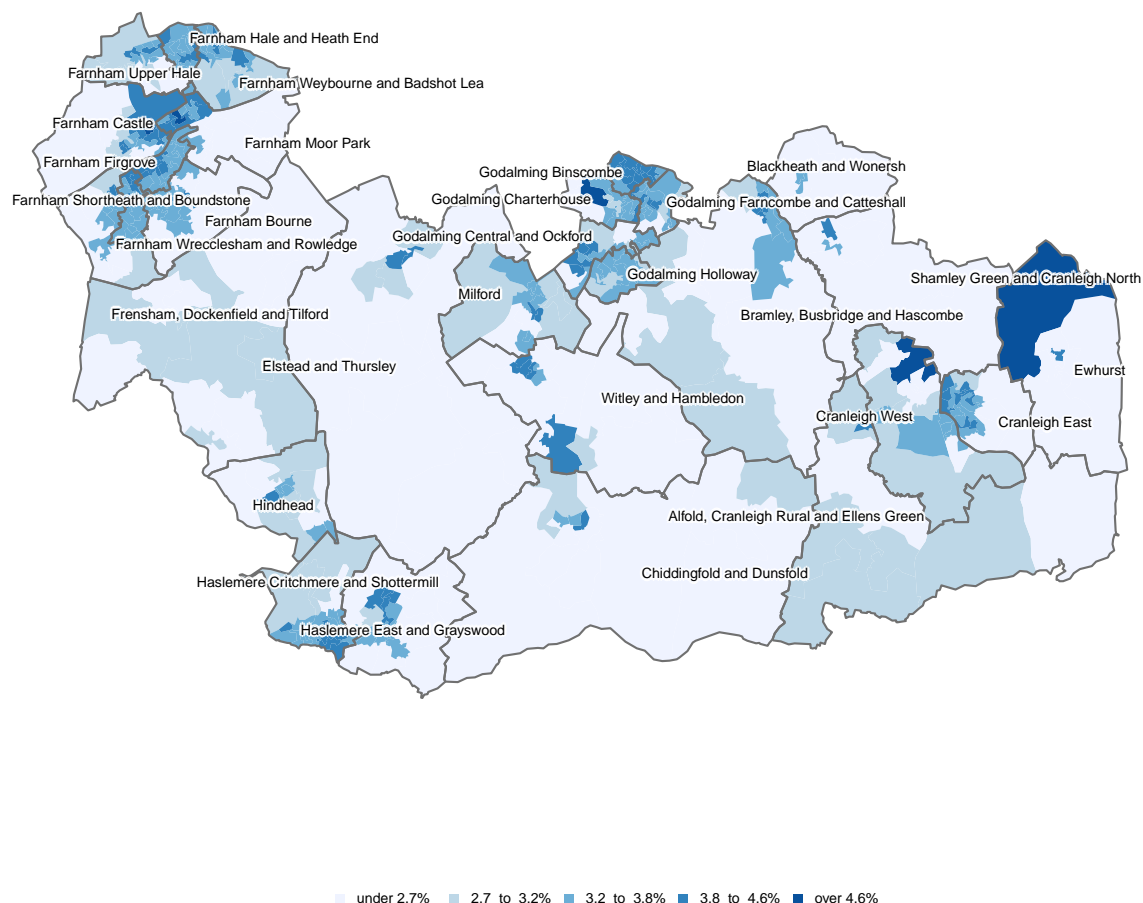 Farnham Hale and Heath End
Farnham Upper Hale
Farnham Weybourne and Badshot Lea
Farnham Castle
Farnham Moor Park
Farnham Firgrove
Blackheath and Wonersh
Godalming Binscombe
Farnham Shortheath and Boundstone
Godalming Charterhouse
Godalming Farncombe and Catteshall
Farnham Bourne
Godalming Central and Ockford
Farnham Wrecclesham and Rowledge
Godalming Holloway
Shamley Green and Cranleigh North
Milford
Frensham, Dockenfield and Tilford
Bramley, Busbridge and Hascombe
Elstead and Thursley
Ewhurst
Witley and Hambledon
Cranleigh West
Cranleigh East
Hindhead
Alfold, Cranleigh Rural and Ellens Green
Chiddingfold and Dunsfold
Haslemere Critchmere and Shottermill
Haslemere East and Grayswood
under 2.7% 2.7 to 3.2% 3.2 to 3.8% 3.8 to 4.6% over 4.6%